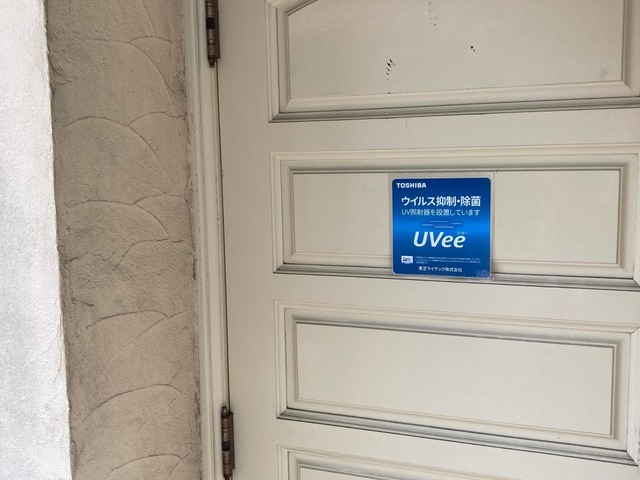 TOSHIBA
ウイルス抑制・除菌
UV照射器を設置しています
UVee
東芝ライテック株式会社